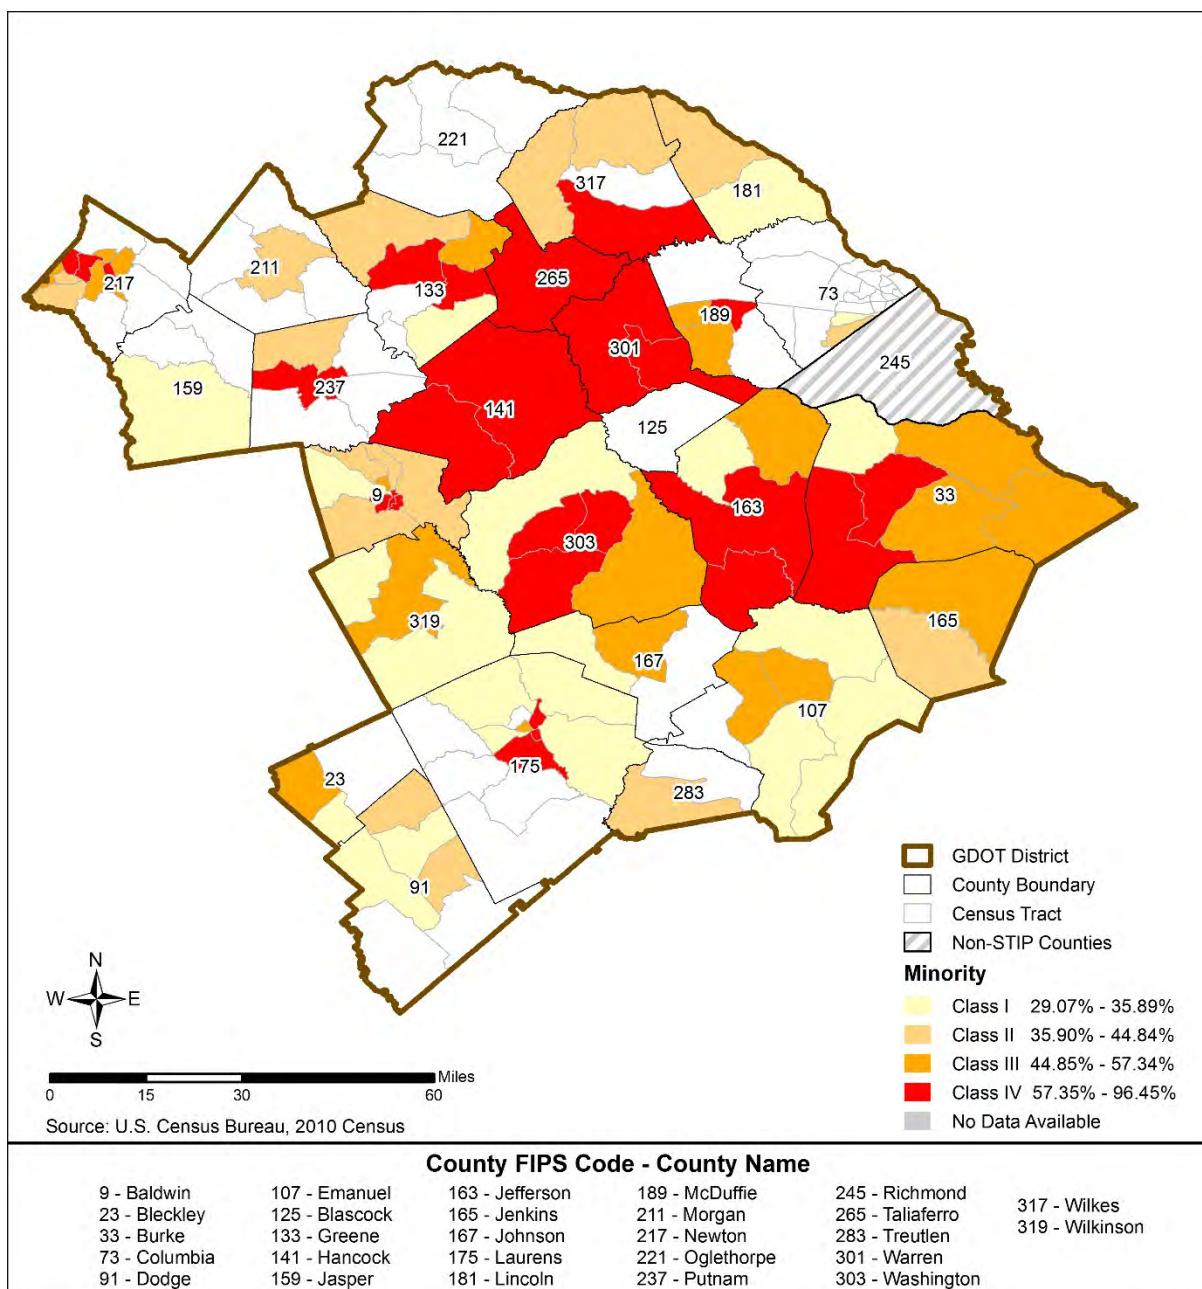 221
317
181
211
217
133
265
73
189
301
245
159
237
141
125
9
163
33
303
319
167
165
107
23
175
283
91
GDOT District
County Boundary
Census Tract
Non-STIP Counties
Minority
Class I 29.07% - 35.89%
Class II 35.90% - 44.84%
Class III 44.85% - 57.34%
Class IV 57.35% - 96.45%
No Data Available
N
W E
S
Miles
0 15 30 60
Source: U.S. Census Bureau, 2010 Census
County FIPS Code - County Name
9 - Baldwin
23 - Bleckley
33 - Burke
73 - Columbia
91 - Dodge
107 - Emanuel
125 - Blascock
133 - Greene
141 - Hancock
159 - Jasper
163 - Jefferson
165 - Jenkins
167 - Johnson
175 - Laurens
181 - Lincoln
189 - McDuffie
211 - Morgan
217 - Newton
221 - Oglethorpe
237 - Putnam
245 - Richmond
265 - Taliaferro
283 - Treutlen
301 - Warren
303 - Washington
317 - Wilkes
319 - Wilkinson